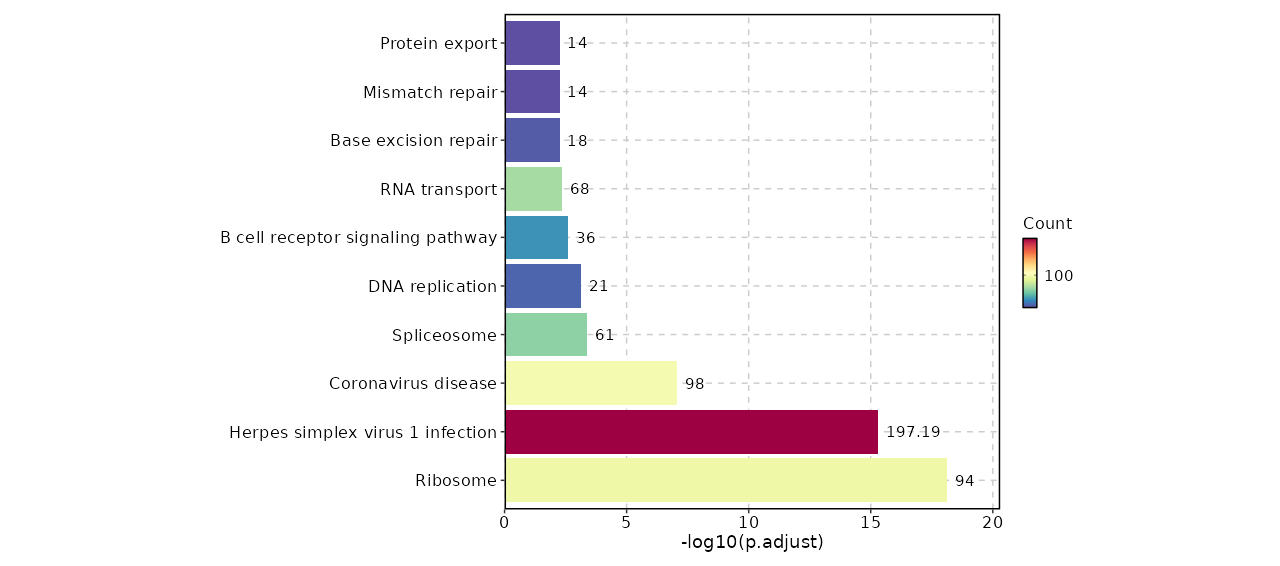 Protein export 14
Mismatch repair 14
Base excision repair 18
RNA transport 68
B cell receptor signaling pathway 36
DNA replication 21
Spliceosome 61
Coronavirus disease 98
Herpes simplex virus 1 infection 197.19
Ribosome 94
0 5 10 15 20
-log10(p.adjust)
Count
100